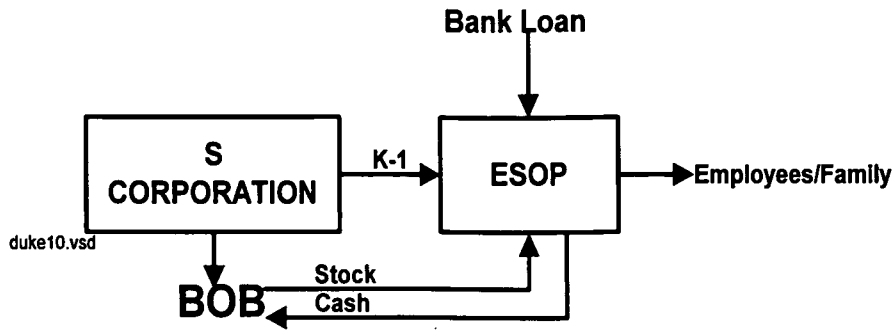 Bank Loan
S
CORPORATION
K-1
ESOP
Employees/Family
duke10.vsd
BOB
Stock
Cash